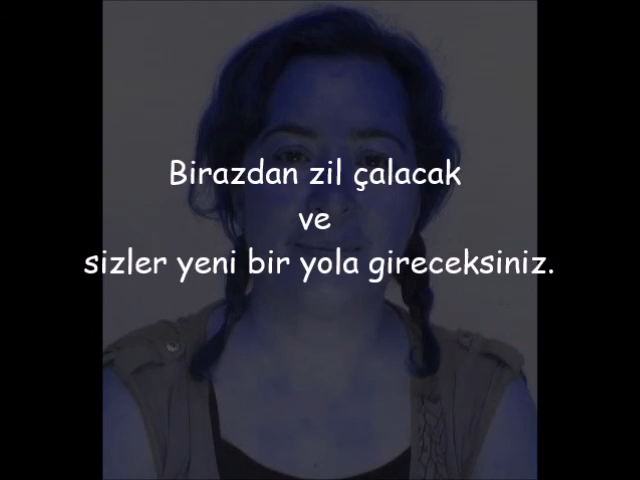 Birazdan zil çalacak
ve
sizler yeni bir yola gireceksiniz.